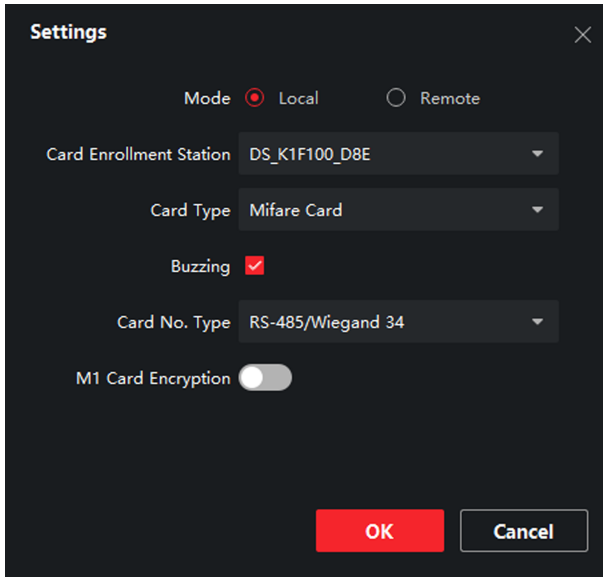 Settings
Mode Local Remote
Card Enrollment Station DS_K1F100_D8E
Card Type Mifare Card
Buzzing
Card No. Type RS-485/Wiegand 34
M1 Card Encryption
OK Cancel